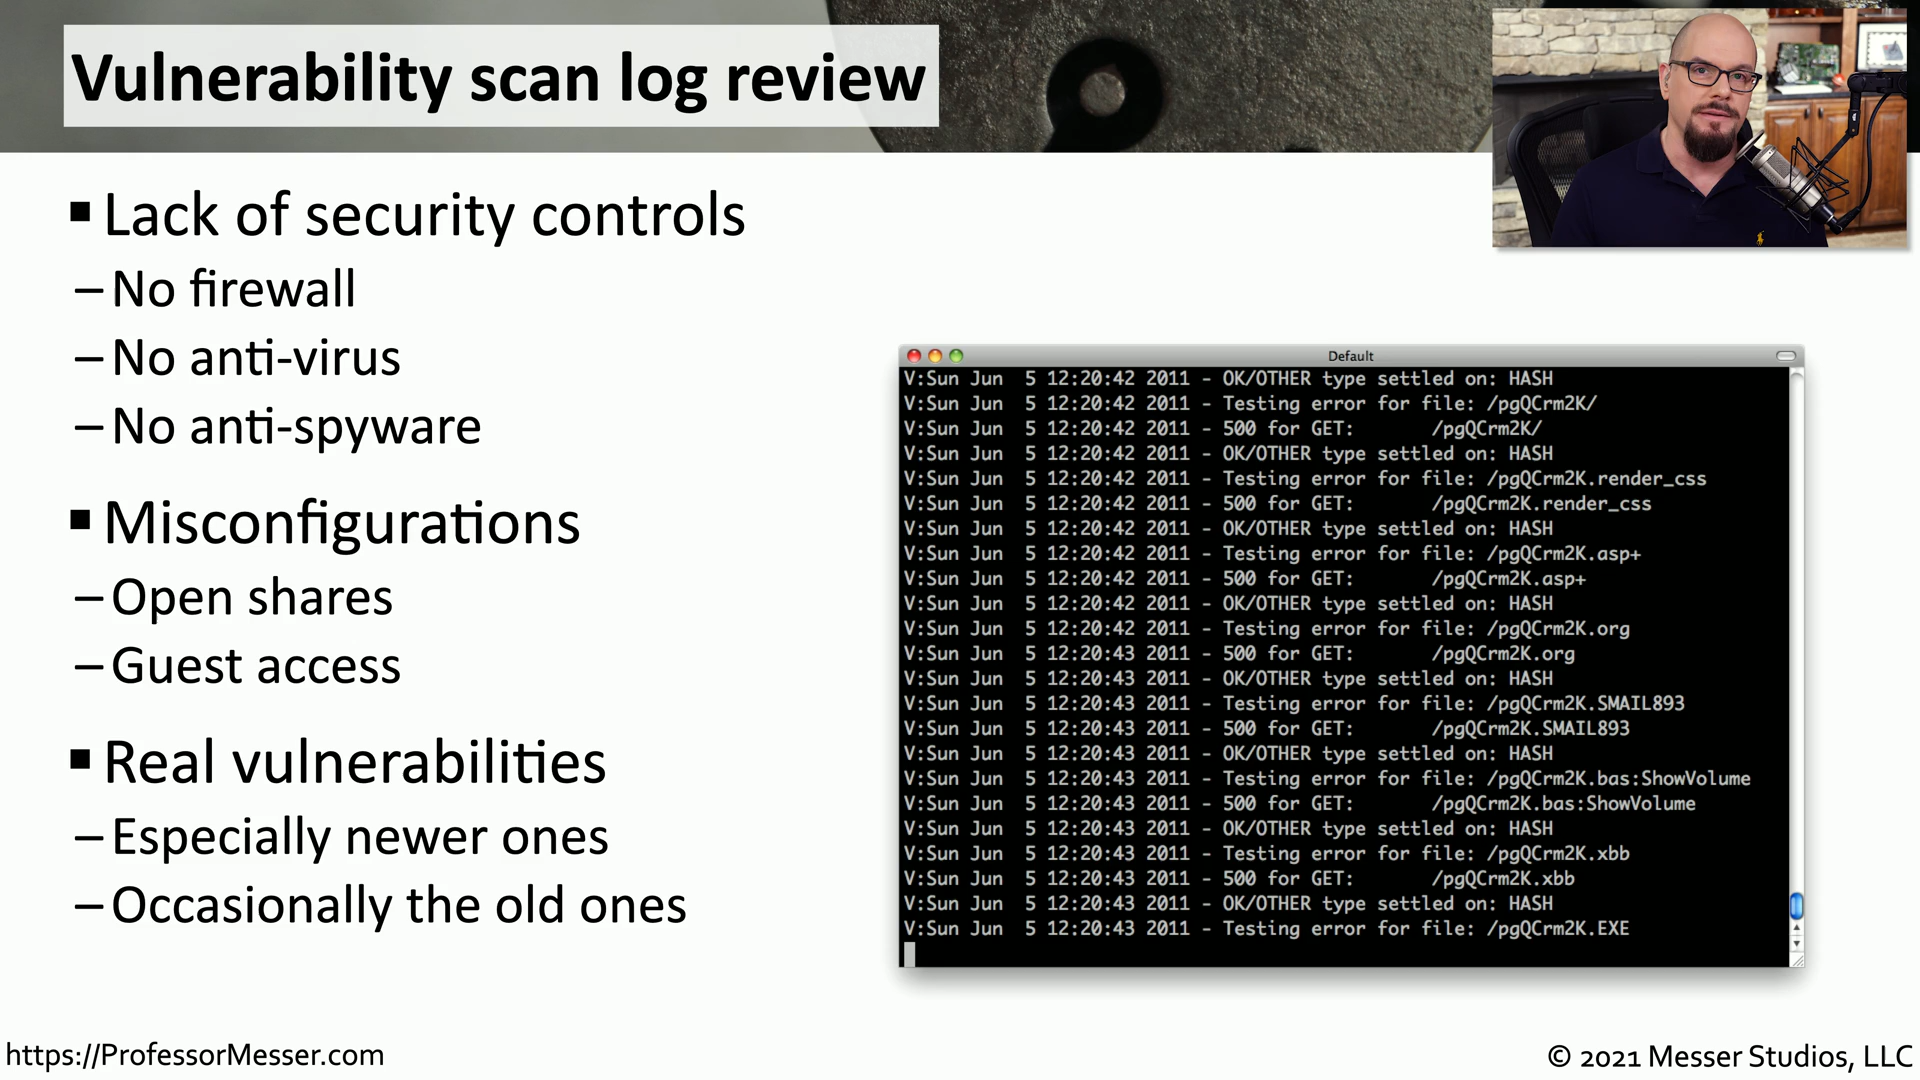 Vulnerability scan log review
▪ Lack of security controls
– No firewall
– No anti-virus
– No anti-spyware
▪ Misconfigurations
– Open shares
– Guest access
▪ Real vulnerabilities
– Especially newer ones
– Occasionally the old ones
Default
V:Sun Jun  5 12:20:42 2011 - OK/OTHER type settled on: HASH
V:Sun Jun  5 12:20:42 2011 - Testing error for file: /pgQCrm2K/
V:Sun Jun  5 12:20:42 2011 - 500 for GET:       /pgQCrm2K/
V:Sun Jun  5 12:20:42 2011 - OK/OTHER type settled on: HASH
V:Sun Jun  5 12:20:42 2011 - Testing error for file: /pgQCrm2K.render_css
V:Sun Jun  5 12:20:42 2011 - 500 for GET:       /pgQCrm2K.render_css
V:Sun Jun  5 12:20:42 2011 - OK/OTHER type settled on: HASH
V:Sun Jun  5 12:20:42 2011 - Testing error for file: /pgQCrm2K.asp+
V:Sun Jun  5 12:20:42 2011 - 500 for GET:       /pgQCrm2K.asp+
V:Sun Jun  5 12:20:42 2011 - OK/OTHER type settled on: HASH
V:Sun Jun  5 12:20:42 2011 - Testing error for file: /pgQCrm2K.org
V:Sun Jun  5 12:20:43 2011 - 500 for GET:       /pgQCrm2K.org
V:Sun Jun  5 12:20:43 2011 - OK/OTHER type settled on: HASH
V:Sun Jun  5 12:20:43 2011 - Testing error for file: /pgQCrm2K.SMAIL893
V:Sun Jun  5 12:20:43 2011 - 500 for GET:       /pgQCrm2K.SMAIL893
V:Sun Jun  5 12:20:43 2011 - OK/OTHER type settled on: HASH
V:Sun Jun  5 12:20:43 2011 - Testing error for file: /pgQCrm2K.bas:ShowVolume
V:Sun Jun  5 12:20:43 2011 - 500 for GET:       /pgQCrm2K.bas:ShowVolume
V:Sun Jun  5 12:20:43 2011 - OK/OTHER type settled on: HASH
V:Sun Jun  5 12:20:43 2011 - Testing error for file: /pgQCrm2K.xbb
V:Sun Jun  5 12:20:43 2011 - 500 for GET:       /pgQCrm2K.xbb
V:Sun Jun  5 12:20:43 2011 - OK/OTHER type settled on: HASH
V:Sun Jun  5 12:20:43 2011 - Testing error for file: /pgQCrm2K.EXE
https://ProfessorMesser.com
© 2021 Messer Studios, LLC